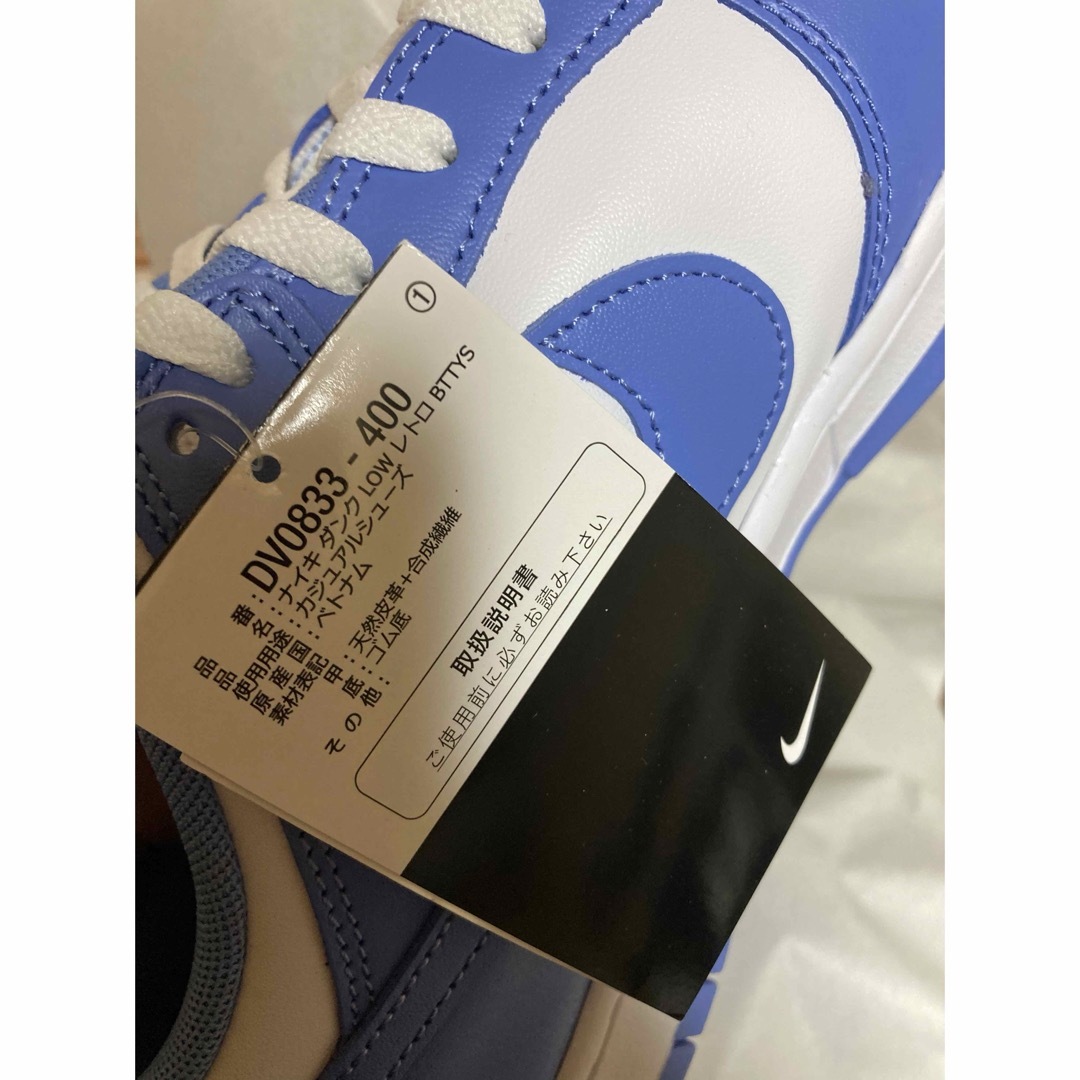 ①
品 番：DV0833 - 400
品 名：ナイキ ダンク LOW レトロ BTTYS
使用用途：カジュアルシューズ
原 産 国：ベトナム
素材表記
甲：天然皮革+合成繊維
底：ゴム底
そ の 他：
取扱説明書
ご使用前に必ずお読み下さい